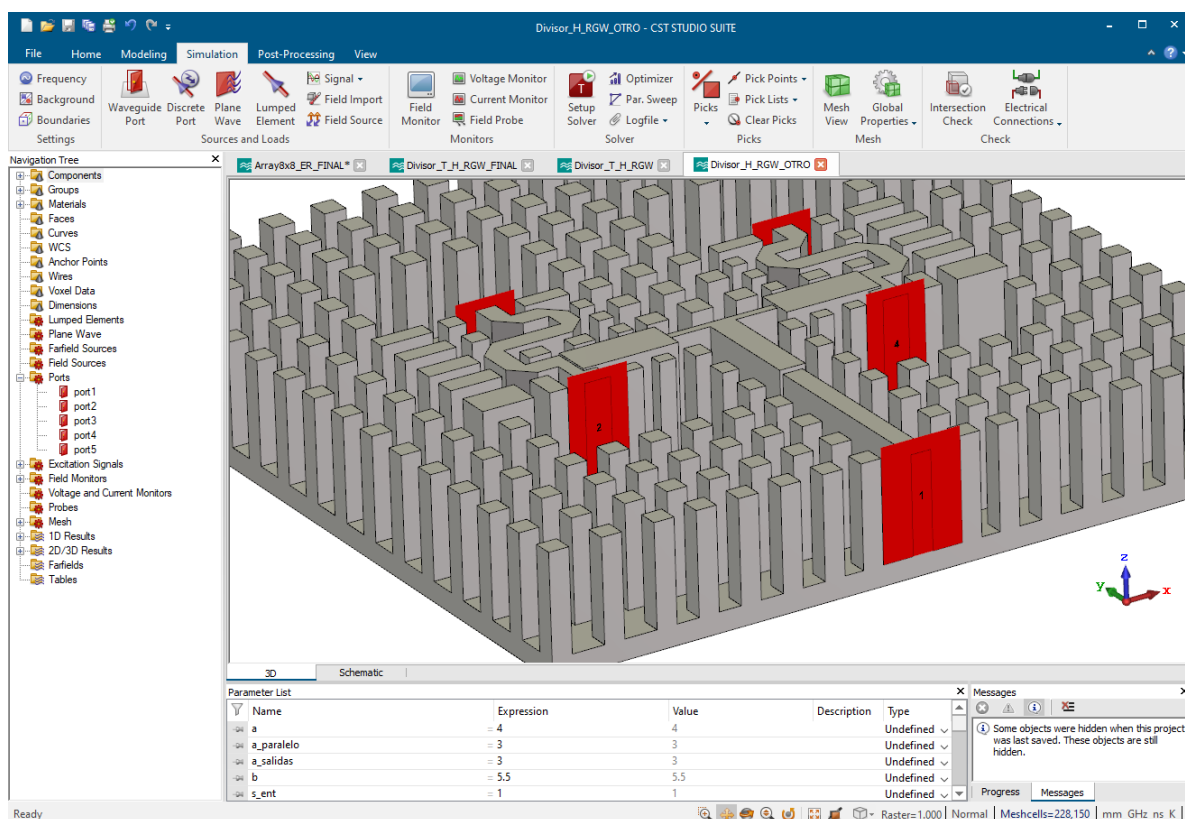 Divisor_H_RGW_OTRO - CST STUDIO SUITE
File Home Modeling Simulation Post-Processing View
Frequency
Background
Boundaries
Settings
Waveguide Port
Discrete Port
Plane Wave
Lumped Element
Signal
Field Import
Field Source
Sources and Loads
Field Monitor
Voltage Monitor
Current Monitor
Field Probe
Monitors
Setup Solver
Optimizer
Par. Sweep
Logfile
Solver
Picks
Pick Points
Pick Lists
Clear Picks
Picks
Mesh View
Global Properties
Mesh
Intersection Check
Electrical Connections
Check
Navigation Tree
Components
Groups
Materials
Faces
Curves
WCS
Anchor Points
Wires
Voxel Data
Dimensions
Lumped Elements
Plane Wave
Farfield Sources
Field Sources
Ports
port1
port2
port3
port4
port5
Excitation Signals
Field Monitors
Voltage and Current Monitors
Probes
Mesh
1D Results
2D/3D Results
Farfields
Tables
Array8x8_ER_FINAL* Divisor_T_H_RGW_FINAL Divisor_T_H_RGW Divisor_H_RGW_OTRO
4
2
1
z
y
x
3D Schematic
Parameter List
Name Expression Value Description Type
a = 4 4 Undefined
a_paralelo = 3 3 Undefined
a_salidas = 3 3 Undefined
b = 5.5 5.5 Undefined
s_ent = 1 1 Undefined
Messages
Some objects were hidden when this project
was last saved. These objects are still
hidden.
Progress Messages
Ready
Raster=1.000 Normal Meshcells=228,150 mm GHz ns K